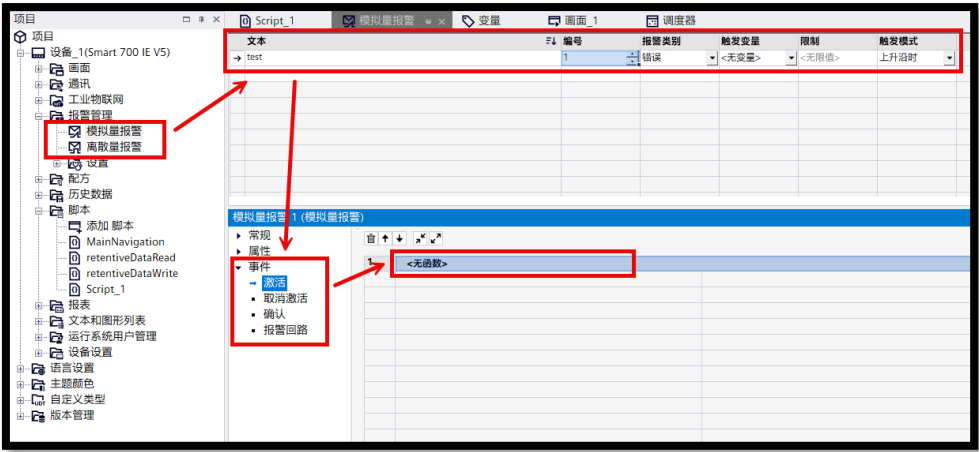 项目
Script_1
模拟量报警
变量
画面_1
调度器
项目
设备_1(Smart 700 IE V5)
画面
通讯
工业物联网
报警管理
模拟量报警
离散量报警
设置
配方
历史数据
脚本
添加 脚本
MainNavigation
retentiveDataRead
retentiveDataWrite
Script_1
报表
文本和图形列表
运行系统用户管理
设备设置
语言设置
主题颜色
自定义类型
版本管理
文本 编号 报警类别 触发变量 限制 触发模式
test 1 错误 <无变量> <无限值> 上升沿时
模拟量报警 1 (模拟量报警)
常规
属性
事件
激活
取消激活
确认
报警回路
1 <无函数>